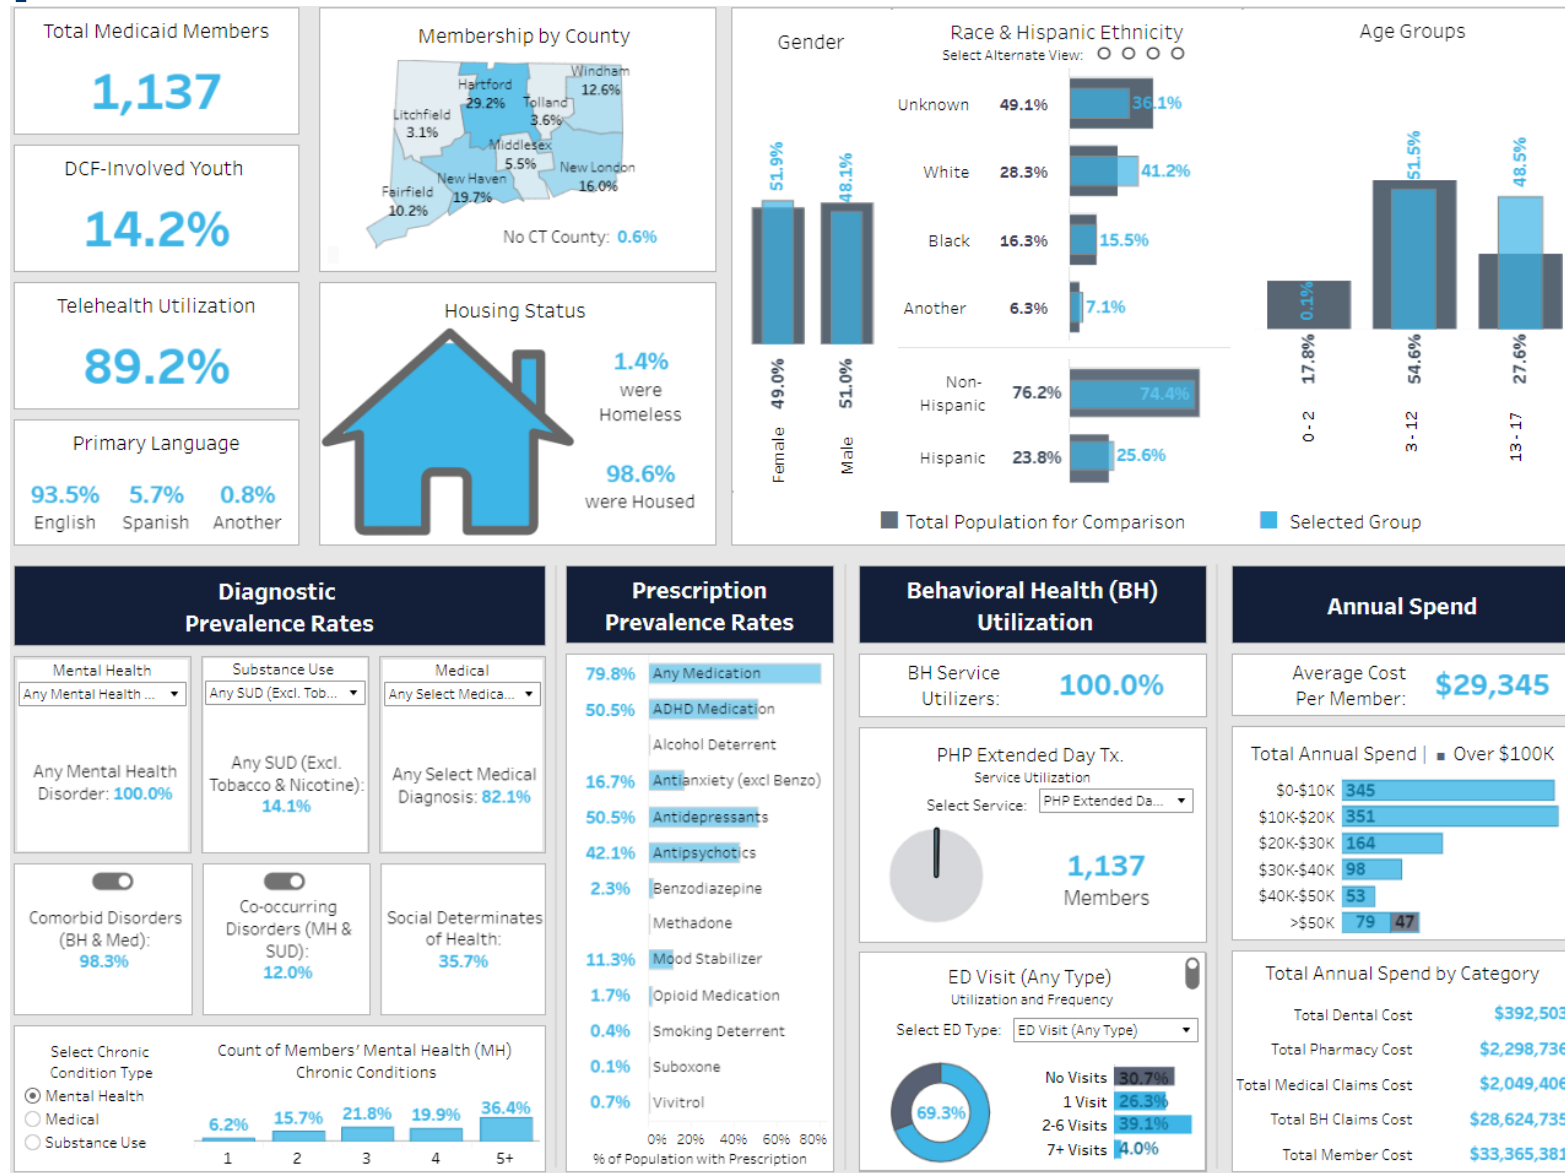 Total Medicaid Members
1,137
DCF-Involved Youth
14.2%
Telehealth Utilization
89.2%
Primary Language
93.5% 5.7% 0.8%
English Spanish Another
Membership by County
Windham
12.6%
Hartford
29.2%
Tolland
3.6%
Litchfield
3.1%
Middlesex
5.5%
New London
16.0%
New Haven
19.7%
Fairfield
10.2%
No CT County: 0.6%
Housing Status
1.4%
were
Homeless
98.6%
were Housed
Gender
51.9% 48.1%
49.0% 51.0%
Female Male
Race & Hispanic Ethnicity
Select Alternate View:
Unknown 49.1% 36.1%
White 28.3% 41.2%
Black 16.3% 15.5%
Another 6.3% 7.1%
Non-
Hispanic 76.2% 74.4%
Hispanic 23.8% 25.6%
Age Groups
0.1% 51.5% 48.5%
17.8% 54.6% 27.6%
0 - 2 3 - 12 13 - 17
Total Population for Comparison Selected Group
Diagnostic
Prevalence Rates
Mental Health
Any Mental Health ...
Any Mental Health
Disorder: 100.0%
Substance Use
Any SUD (Excl. Tob...
Any SUD (Excl.
Tobacco & Nicotine):
14.1%
Medical
Any Select Medica...
Any Select Medical
Diagnosis: 82.1%
Comorbid Disorders
(BH & Med):
98.3%
Co-occurring
Disorders (MH &
SUD):
12.0%
Social Determinates
of Health:
35.7%
Select Chronic
Condition Type
Mental Health
Medical
Substance Use
Count of Members' Mental Health (MH)
Chronic Conditions
6.2% 15.7% 21.8% 19.9% 36.4%
1 2 3 4 5+
Prescription
Prevalence Rates
79.8% Any Medication
50.5% ADHD Medication
Alcohol Deterrent
16.7% Antianxiety (excl Benzo)
50.5% Antidepressants
42.1% Antipsychotics
2.3% Benzodiazepine
Methadone
11.3% Mood Stabilizer
1.7% Opioid Medication
0.4% Smoking Deterrent
0.1% Suboxone
0.7% Vivitrol
0% 20% 40% 60% 80%
% of Population with Prescription
Behavioral Health (BH)
Utilization
BH Service
Utilizers: 100.0%
PHP Extended Day Tx.
Service Utilization
Select Service: PHP Extended Da...
1,137
Members
ED Visit (Any Type)
Utilization and Frequency
Select ED Type: ED Visit (Any Type)
69.3%
No Visits 30.7%
1 Visit 26.3%
2-6 Visits 39.1%
7+ Visits 4.0%
Annual Spend
Average Cost
Per Member: $29,345
Total Annual Spend | Over $100K
$0-$10K 345
$10K-$20K 351
$20K-$30K 164
$30K-$40K 98
$40K-$50K 53
>$50K 79 47
Total Annual Spend by Category
Total Dental Cost $392,503
Total Pharmacy Cost $2,298,736
Total Medical Claims Cost $2,049,406
Total BH Claims Cost $28,624,735
Total Member Cost $33,365,381